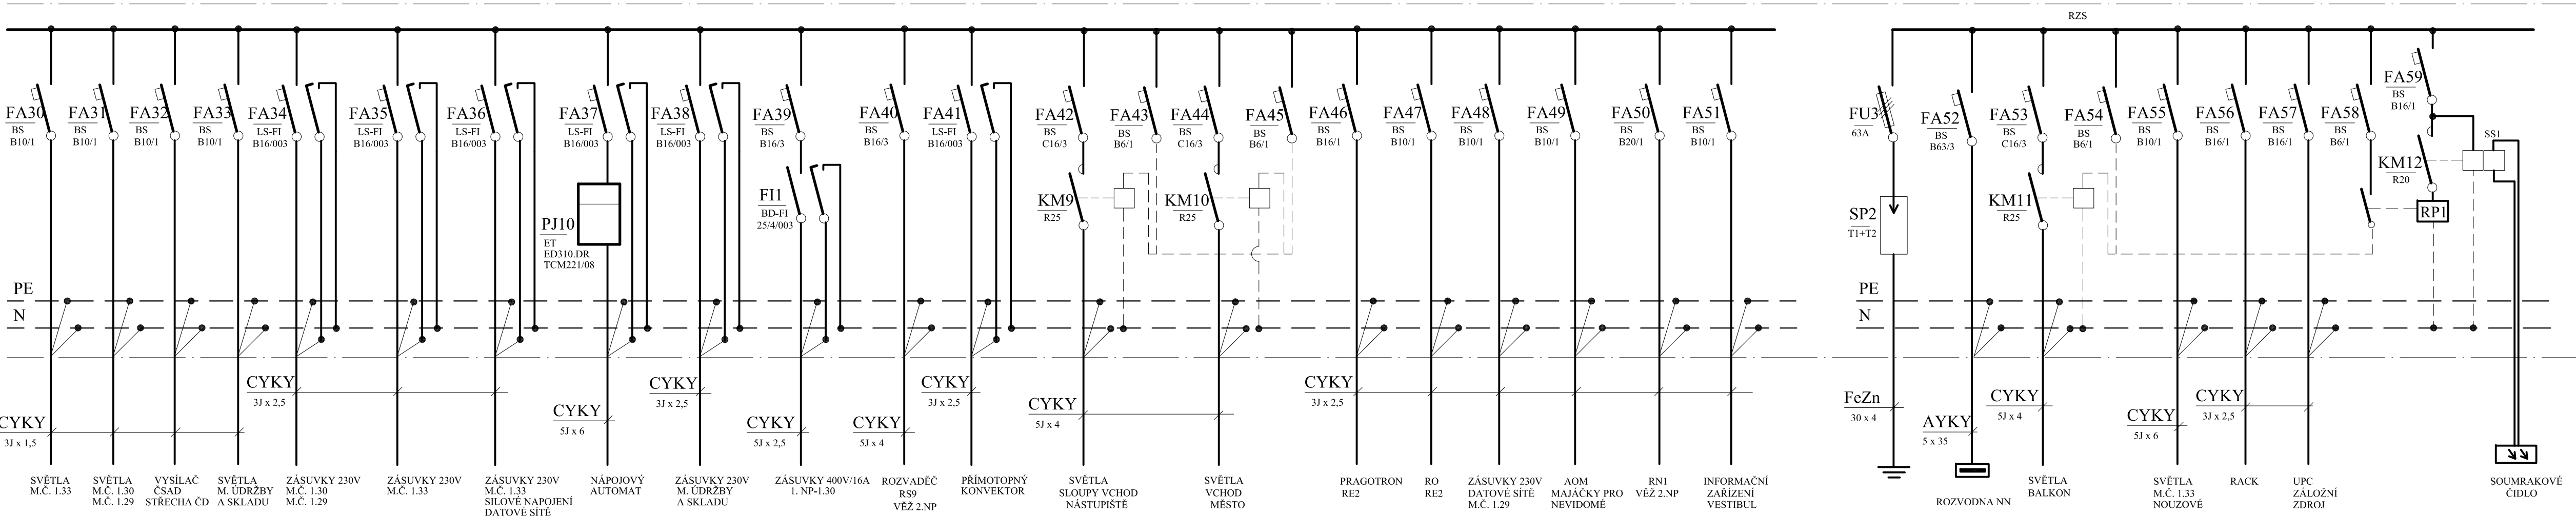 RZS
FA30
BS
B10/1
FA31
BS
B10/1
FA32
BS
B10/1
FA33
BS
B10/1
FA34
LS-FI
B16/003
FA35
LS-FI
B16/003
FA36
LS-FI
B16/003
FA37
LS-FI
B16/003
FA38
LS-FI
B16/003
FA39
BS
B16/3
FA40
BS
B16/3
FA41
LS-FI
B16/003
FA42
BS
C16/3
FA43
BS
B6/1
FA44
BS
C16/3
FA45
BS
B6/1
FA46
BS
B16/1
FA47
BS
B10/1
FA48
BS
B10/1
FA49
BS
B10/1
FA50
BS
B20/1
FA51
BS
B10/1
FU3
63A
FA52
BS
B63/3
FA53
BS
C16/3
FA54
BS
B6/1
FA55
BS
B10/1
FA56
BS
B16/1
FA57
BS
B16/1
FA58
BS
B6/1
FA59
BS
B16/1
SS1
KM12
R20
RP1
PJ10
ET
ED310.DR
TCM221/08
FI1
BD-FI
25/4/003
KM9
R25
KM10
R25
SP2
T1+T2
KM11
R25
PE
N
PE
N
CYKY
3J x 1,5
CYKY
3J x 2,5
CYKY
5J x 6
CYKY
3J x 2,5
CYKY
5J x 2,5
CYKY
5J x 4
CYKY
3J x 2,5
CYKY
5J x 4
CYKY
3J x 2,5
FeZn
30 x 4
AYKY
5 x 35
CYKY
5J x 4
CYKY
5J x 6
CYKY
3J x 2,5
SVĚTLA
M.Č. 1.33
SVĚTLA
M.Č. 1.30
M.Č. 1.29
VYSÍLAČ
ČSAD
STŘECHA ČD
SVĚTLA
M. ÚDRŽBY
A SKLADU
ZÁSUVKY 230V
M.Č. 1.30
M.Č. 1.29
ZÁSUVKY 230V
M.Č. 1.33
ZÁSUVKY 230V
M.Č. 1.33
SILOVÉ NAPOJENÍ
DATOVÉ SÍTĚ
NÁPOJOVÝ
AUTOMAT
ZÁSUVKY 230V
M. ÚDRŽBY
A SKLADU
ZÁSUVKY 400V/16A
1. NP-1.30
ROZVADĚČ
RS9
VĚŽ 2.NP
PŘÍMOTOPNÝ
KONVEKTOR
SVĚTLA
SLOUPY VCHOD
NÁSTUPIŠTĚ
SVĚTLA
VCHOD
MĚSTO
PRAGOTRON
RE2
RO
RE2
ZÁSUVKY 230V
DATOVÉ SÍTĚ
M.Č. 1.29
AOM
MAJÁČKY PRO
NEVIDOMÉ
RN1
VĚŽ 2.NP
INFORMAČNÍ
ZAŘÍZENÍ
VESTIBUL
ROZVODNA NN
SVĚTLA
BALKON
SVĚTLA
M.Č. 1.33
NOUZOVÉ
RACK
UPC
ZÁLOŽNÍ
ZDROJ
SOUMRAKOVÉ
ČIDLO